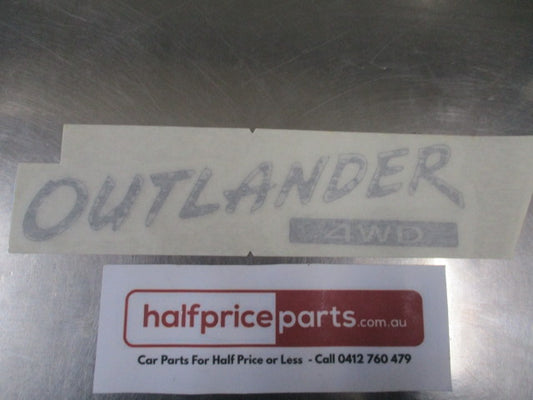 OUTLANDER
4WD
halfpriceparts.com.au
Car Parts For Half Price or Less - Call 0412 760 479